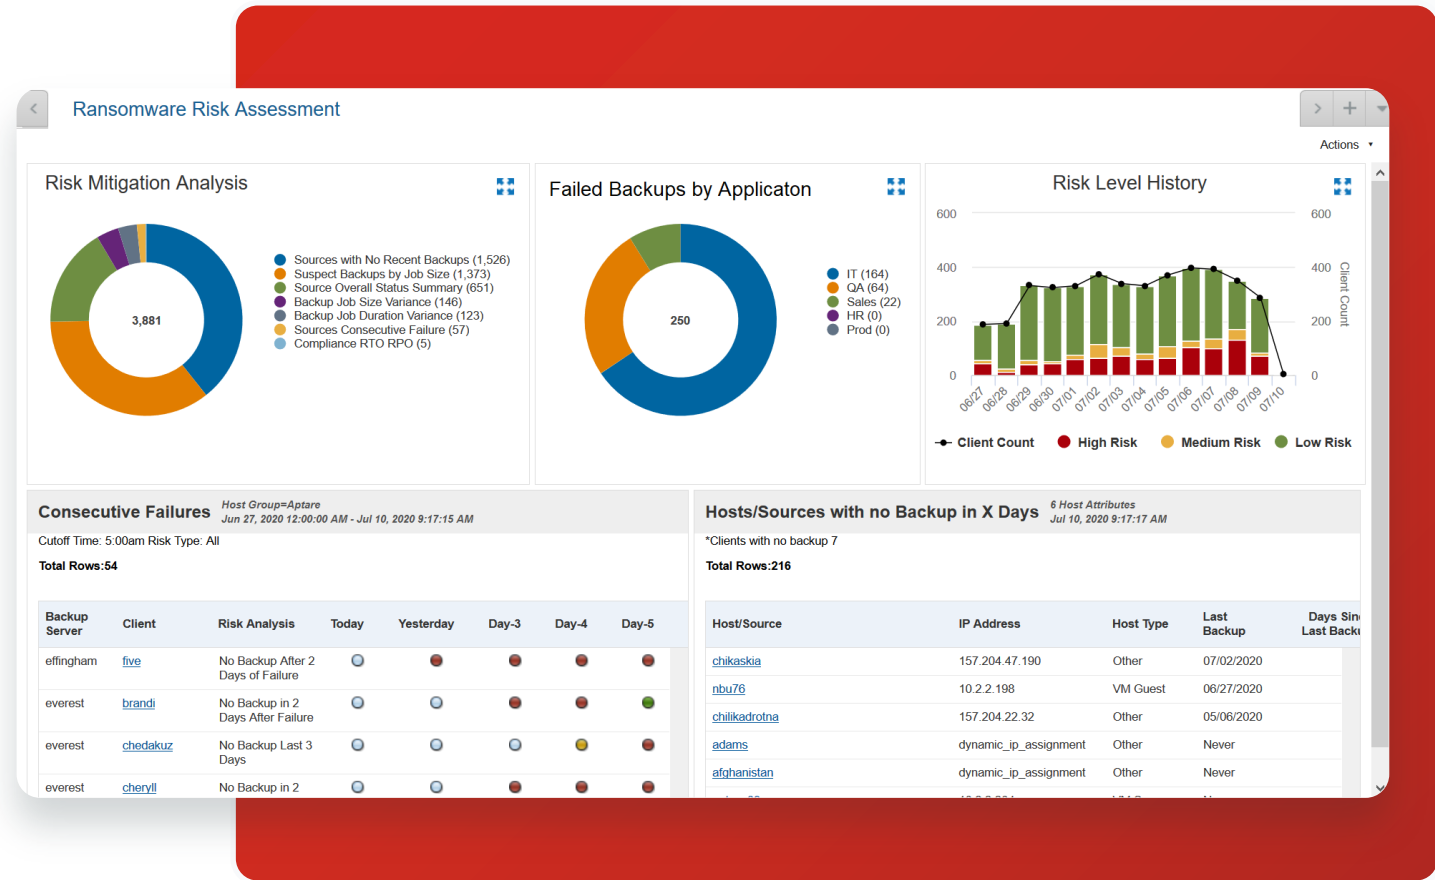 Ransomware Risk Assessment
Actions
Risk Mitigation Analysis
3,881
Sources with No Recent Backups (1,526)
Suspect Backups by Job Size (1,373)
Source Overall Status Summary (651)
Backup Job Size Variance (146)
Backup Job Duration Variance (123)
Sources Consecutive Failure (57)
Compliance RTO RPO (5)
Failed Backups by Applicaton
250
IT (164)
QA (64)
Sales (22)
HR (0)
Prod (0)
Risk Level History
600 600
400 400
200 200
0 0
Client Count
06/27 06/28 06/29 06/30 07/01 07/02 07/03 07/04 07/05 07/06 07/07 07/08 07/09 07/10
Client Count High Risk Medium Risk Low Risk
Consecutive Failures Host Group=Aptare
Jun 27, 2020 12:00:00 AM - Jul 10, 2020 9:17:15 AM
Cutoff Time: 5:00am Risk Type: All
Total Rows:54
Backup Server Client Risk Analysis Today Yesterday Day-3 Day-4 Day-5
effingham five No Backup After 2
Days of Failure
everest brandi No Backup in 2
Days After Failure
everest chedakuz No Backup Last 3
Days
everest cheryll No Backup in 2
Hosts/Sources with no Backup in X Days 6 Host Attributes
Jul 10, 2020 9:17:17 AM
*Clients with no backup 7
Total Rows:216
Host/Source IP Address Host Type Last Backup Days Sin Last Backu
chikaskia 157.204.47.190 Other 07/02/2020
nbu76 10.2.2.198 VM Guest 06/27/2020
chilikadrotna 157.204.22.32 Other 05/06/2020
adams dynamic_ip_assignment Other Never
afghanistan dynamic_ip_assignment Other Never